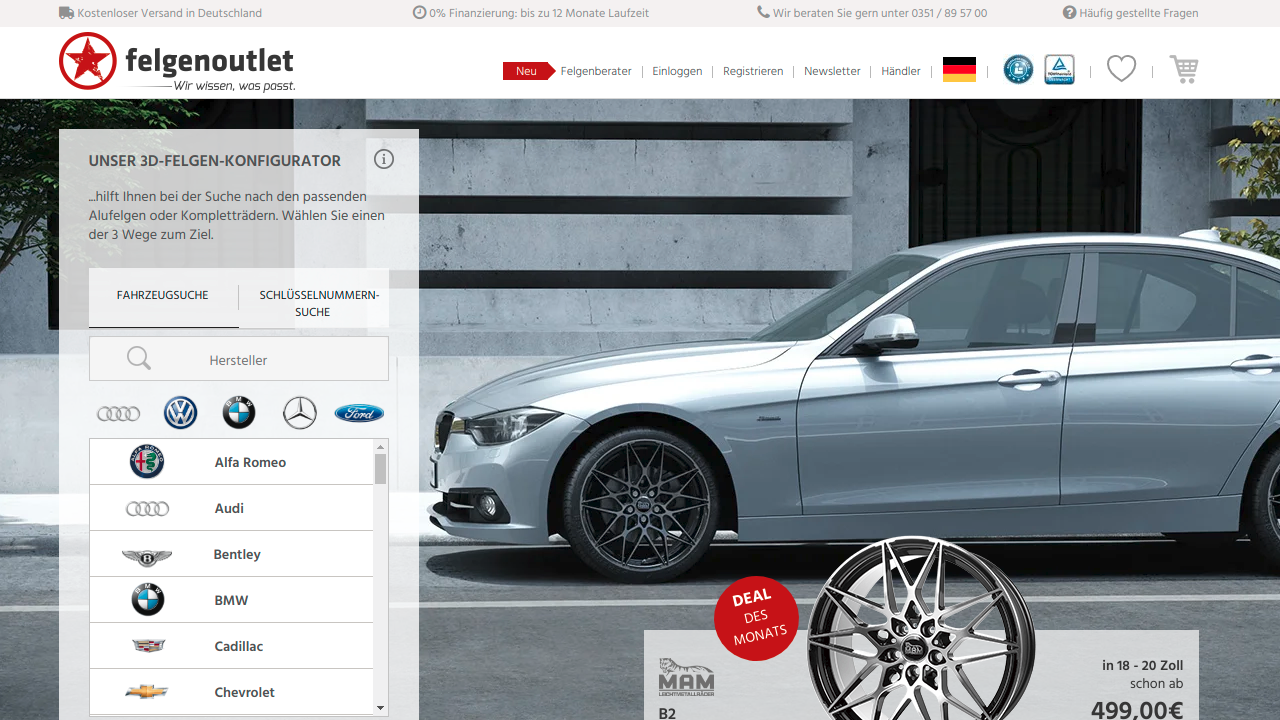 Kostenloser Versand in Deutschland
0% Finanzierung: bis zu 12 Monate Laufzeit
Wir beraten Sie gern unter 0351 / 89 57 00
Häufig gestellte Fragen
felgenoutlet
Wir wissen, was passt.
Neu
Felgenberater
Einloggen
Registrieren
Newsletter
Händler
UNSER 3D-FELGEN-KONFIGURATOR
...hilft Ihnen bei der Suche nach den passenden
Alufelgen oder Kompletträdern. Wählen Sie einen
der 3 Wege zum Ziel.
FAHRZEUGSUCHE
SCHLÜSSELNUMMERN-
SUCHE
Hersteller
Ford
Alfa Romeo
Audi
Bentley
BMW
Cadillac
Chevrolet
DEAL
DES
MONATS
MAM
LEICHTMETALLRÄDER
B2
in 18 - 20 Zoll
schon ab
499,00€